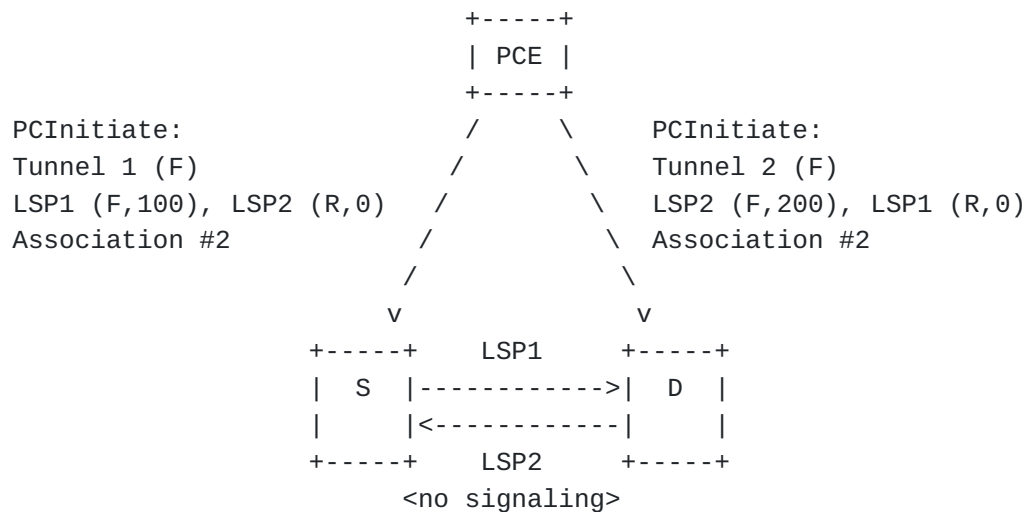 +-----+
| PCE |
+-----+
PCInitiate: / \ PCInitiate:
Tunnel 1 (F) / \ Tunnel 2 (F)
LSP1 (F,100), LSP2 (R,0) / \ LSP2 (F,200), LSP1 (R,0)
Association #2 / \ Association #2
/ \
v v
+-----+ LSP1 +-----+
| S |------------>| D |
| |<------------| |
+-----+ LSP2 +-----+
<no signaling>